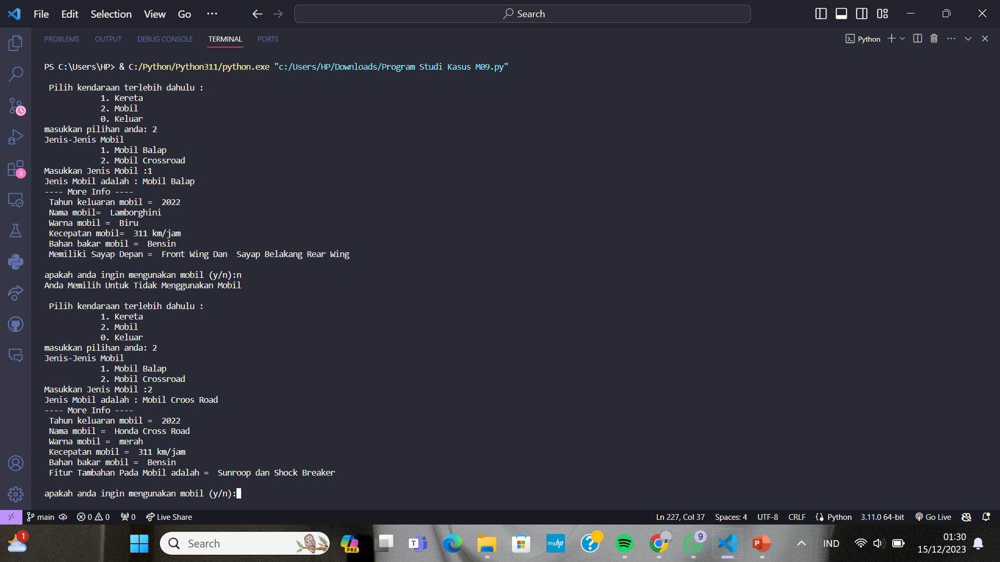 File Edit Selection View Go ··· Search
PROBLEMS OUTPUT DEBUG CONSOLE TERMINAL PORTS Python
PS C:\Users\HP> & C:/Python/Python311/python.exe "c:/Users/HP/Downloads/Program Studi Kasus M09.py"
Pilih kendaraan terlebih dahulu :
1. Kereta
2. Mobil
0. Keluar
masukkan pilihan anda: 2
Jenis-Jenis Mobil
1. Mobil Balap
2. Mobil Crossroad
Masukkan Jenis Mobil :1
Jenis Mobil adalah : Mobil Balap
---- More Info ----
Tahun keluaran mobil =  2022
Nama mobil=  Lamborghini
Warna mobil =  Biru
Kecepatan mobil=  311 km/jam
Bahan bakar mobil =  Bensin
Memiliki Sayap Depan =  Front Wing Dan  Sayap Belakang Rear Wing
apakah anda ingin mengunakan mobil (y/n):n
Anda Memilih Untuk Tidak Menggunakan Mobil
Pilih kendaraan terlebih dahulu :
1. Kereta
2. Mobil
0. Keluar
masukkan pilihan anda: 2
Jenis-Jenis Mobil
1. Mobil Balap
2. Mobil Crossroad
Masukkan Jenis Mobil :2
Jenis Mobil adalah : Mobil Croos Road
---- More Info ----
Tahun keluaran mobil =  2022
Nama mobil =  Honda Cross Road
Warna mobil =  merah
Kecepatan mobil =  311 km/jam
Bahan bakar mobil =  Bensin
Fitur Tambahan Pada Mobil adalah =  Sunroop dan Shock Breaker
apakah anda ingin mengunakan mobil (y/n):
3
main 0 0 0 Live Share Ln 227, Col 37 Spaces: 4 UTF-8 CRLF Python 3.11.0 64-bit Go Live
1 Search PRE T myhp ? 9 P IND 01:30
15/12/2023